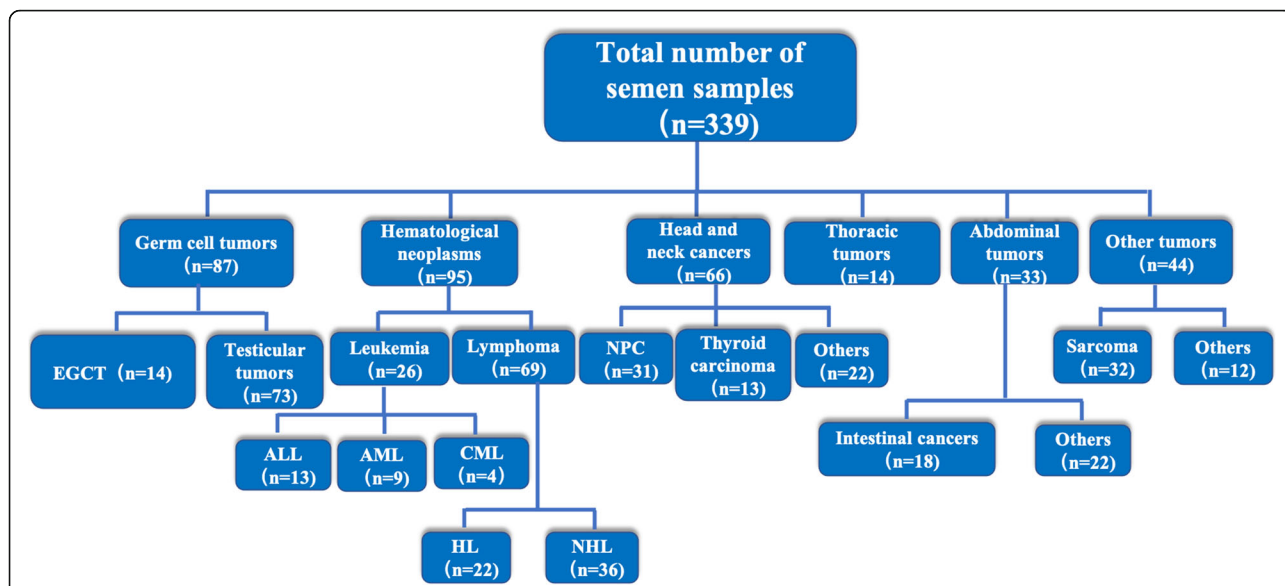 Total number of
semen samples
(n=339)
Germ cell tumors
(n=87)
Hematological
neoplasms
(n=95)
Head and
neck cancers
(n=66)
Thoracic
tumors
(n=14)
Abdominal
tumors
(n=33)
Other tumors
(n=44)
EGCT (n=14)
Testicular
tumors
(n=73)
Leukemia
(n=26)
Lymphoma
(n=69)
NPC
(n=31)
Thyroid
carcinoma
(n=13)
Others
(n=22)
Sarcoma
(n=32)
Others
(n=12)
ALL
(n=13)
AML
(n=9)
CML
(n=4)
Intestinal cancers
(n=18)
Others
(n=22)
HL
(n=22)
NHL
(n=36)